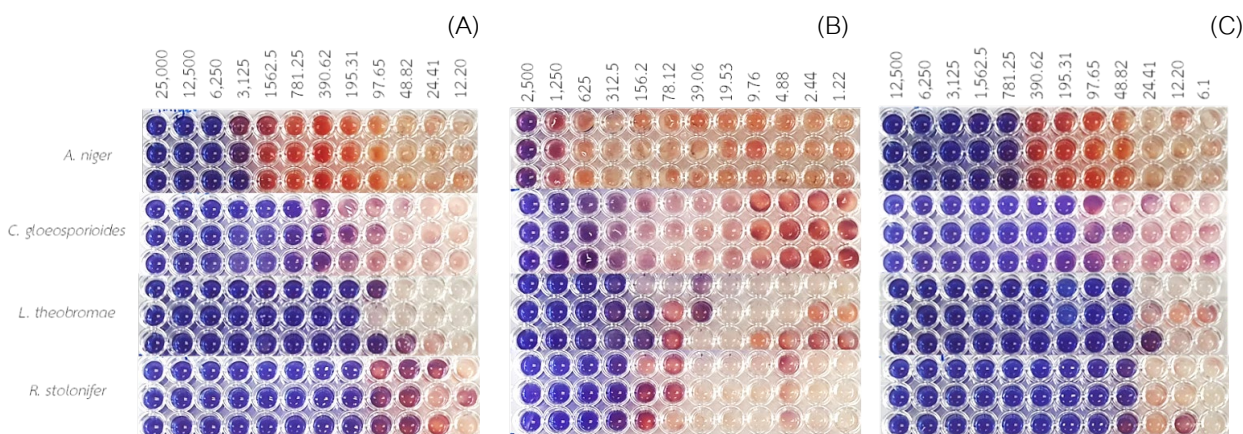 (A)
(B)
(C)
25,000 12,500 6,250 3,125 1562.5 781.25 390.62 195.31 97.65 48.82 24.41 12.20
2,500 1,250 625 312.5 156.2 78.12 39.06 19.53 9.76 4.88 2.44 1.22
12,500 6,250 3,125 1,562.5 781.25 390.62 195.31 97.65 48.82 24.41 12.20 6.1
A. niger
C. gloeosporioides
L. theobromae
R. stolonifer